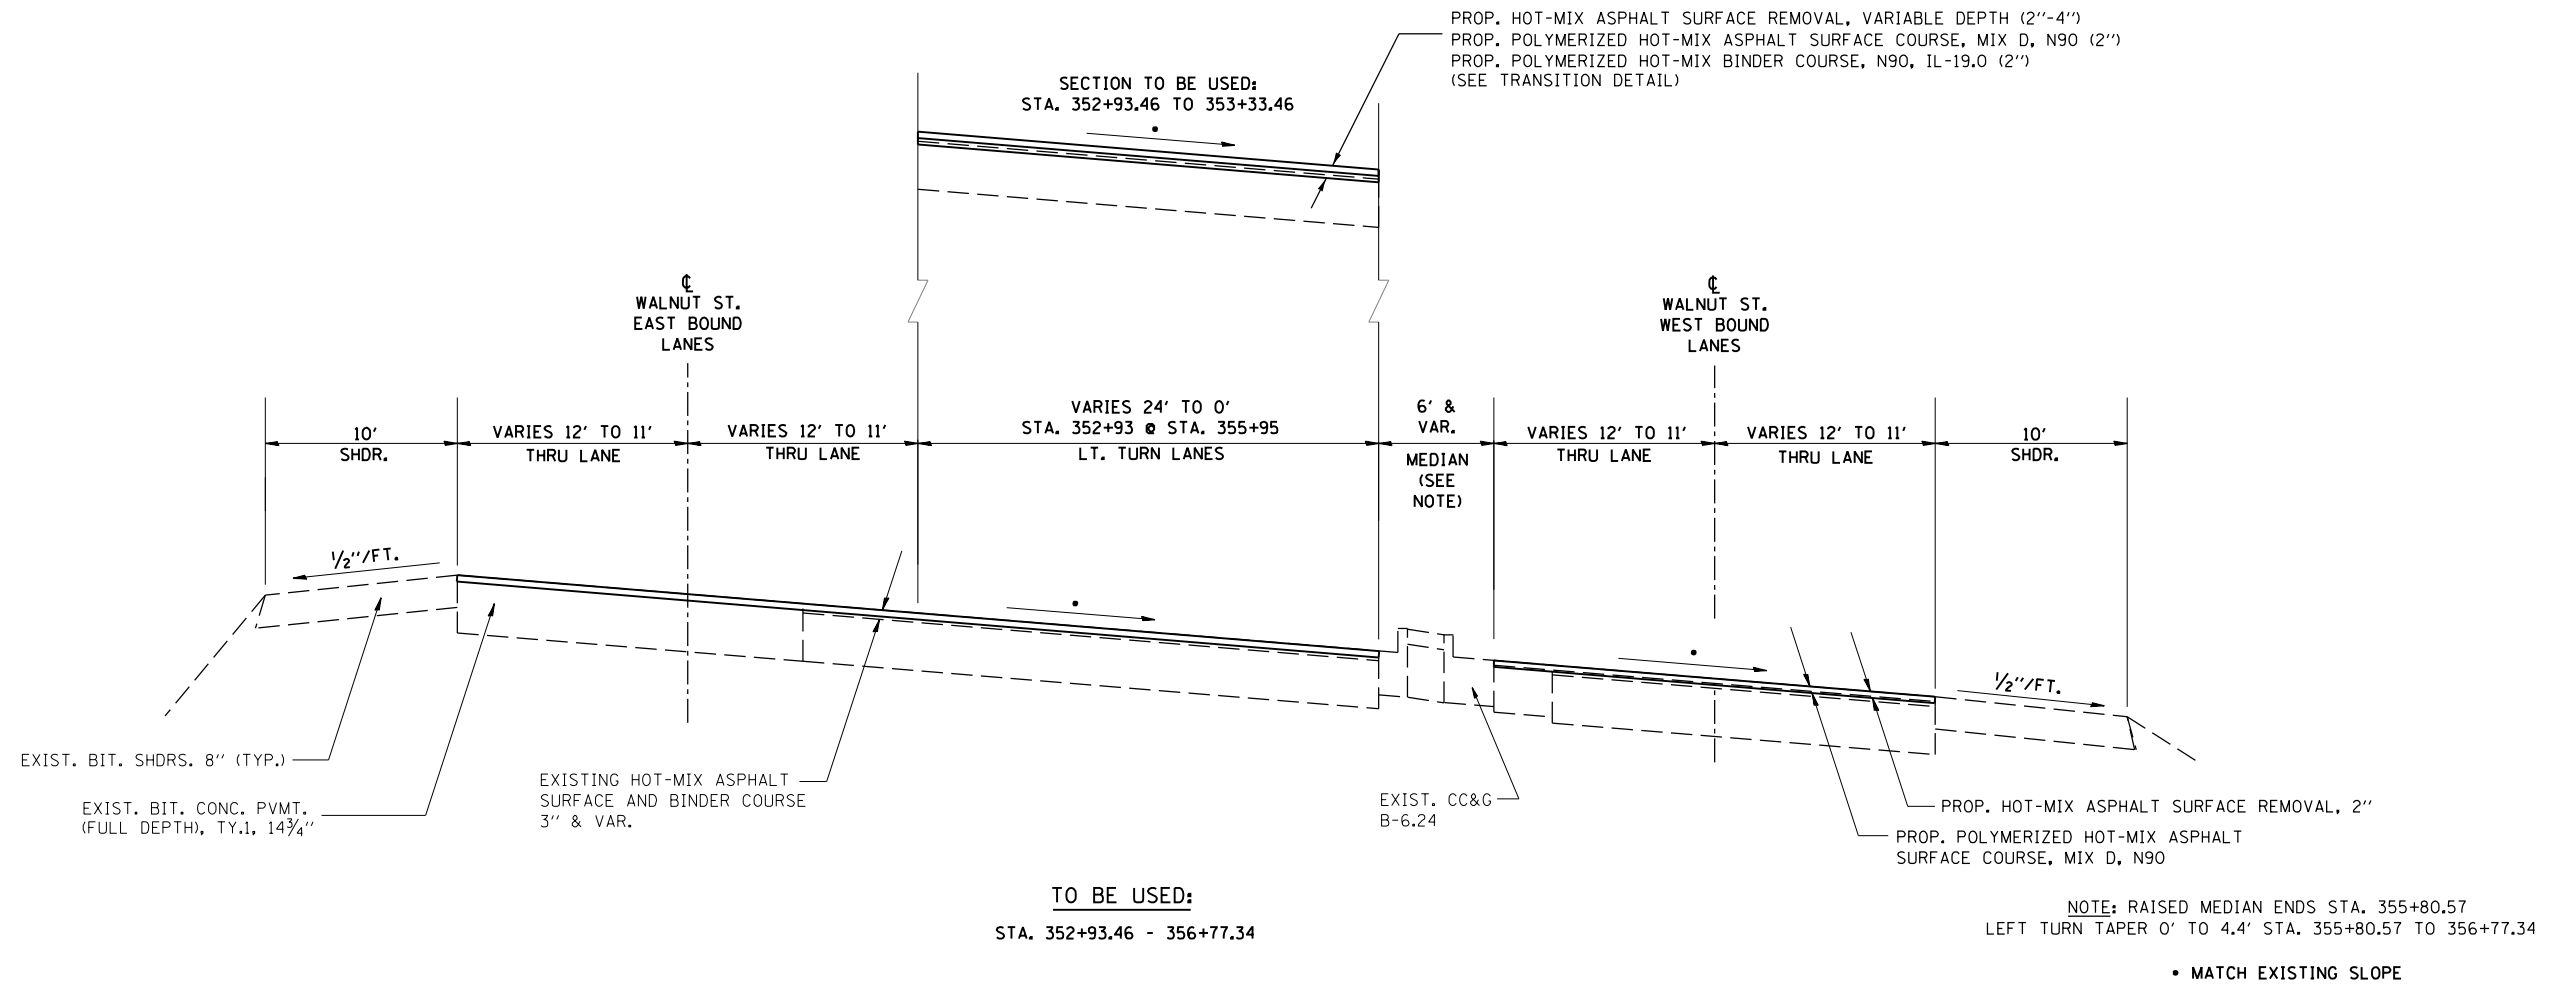 PROP. HOT-MIX ASPHALT SURFACE REMOVAL, VARIABLE DEPTH (2"-4")
PROP. POLYMERIZED HOT-MIX ASPHALT SURFACE COURSE, MIX D, N90 (2")
PROP. POLYMERIZED HOT-MIX BINDER COURSE, N90, IL-19.0 (2")
(SEE TRANSITION DETAIL)
SECTION TO BE USED:
STA. 352+93.46 TO 353+33.46
•
℄
WALNUT ST.
EAST BOUND
LANES
℄
WALNUT ST.
WEST BOUND
LANES
10'
SHDR.
VARIES 12' TO 11'
THRU LANE
VARIES 12' TO 11'
THRU LANE
VARIES 24' TO 0'
STA. 352+93 @ STA. 355+95
LT. TURN LANES
6' &
VAR.
MEDIAN
(SEE
NOTE)
VARIES 12' TO 11'
THRU LANE
VARIES 12' TO 11'
THRU LANE
10'
SHDR.
1/2"/FT.
•
•
1/2"/FT.
EXIST. BIT. SHDRS. 8" (TYP.)
EXIST. BIT. CONC. PVMT.
(FULL DEPTH), TY.1, 14 3/4"
EXISTING HOT-MIX ASPHALT
SURFACE AND BINDER COURSE
3" & VAR.
EXIST. CC&G
B-6.24
PROP. HOT-MIX ASPHALT SURFACE REMOVAL, 2"
PROP. POLYMERIZED HOT-MIX ASPHALT
SURFACE COURSE, MIX D, N90
TO BE USED:
STA. 352+93.46 - 356+77.34
NOTE: RAISED MEDIAN ENDS STA. 355+80.57
LEFT TURN TAPER 0' TO 4.4' STA. 355+80.57 TO 356+77.34
• MATCH EXISTING SLOPE